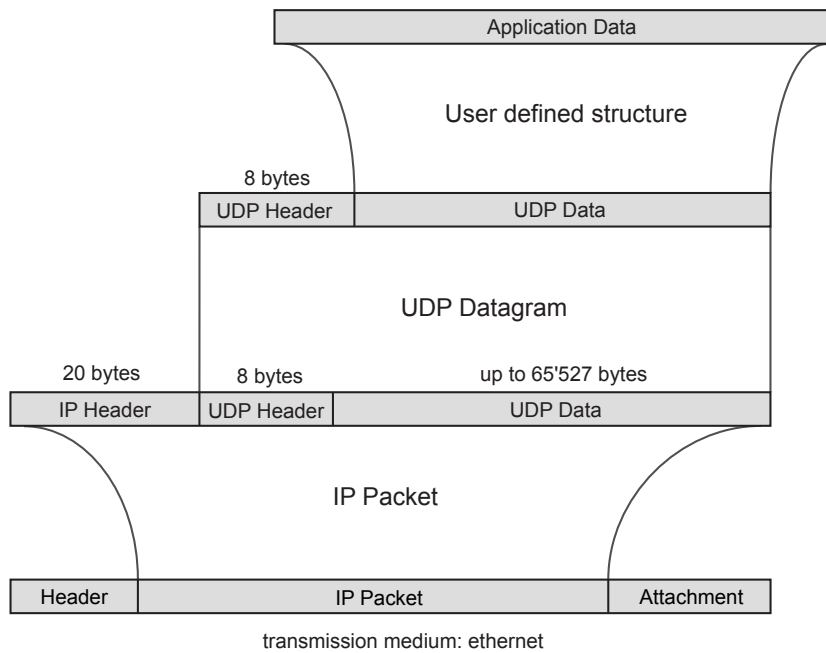 Application Data
User defined structure
8 bytes
UDP Header UDP Data
UDP Datagram
20 bytes 8 bytes up to 65'527 bytes
IP Header UDP Header UDP Data
IP Packet
Header IP Packet Attachment
transmission medium: ethernet